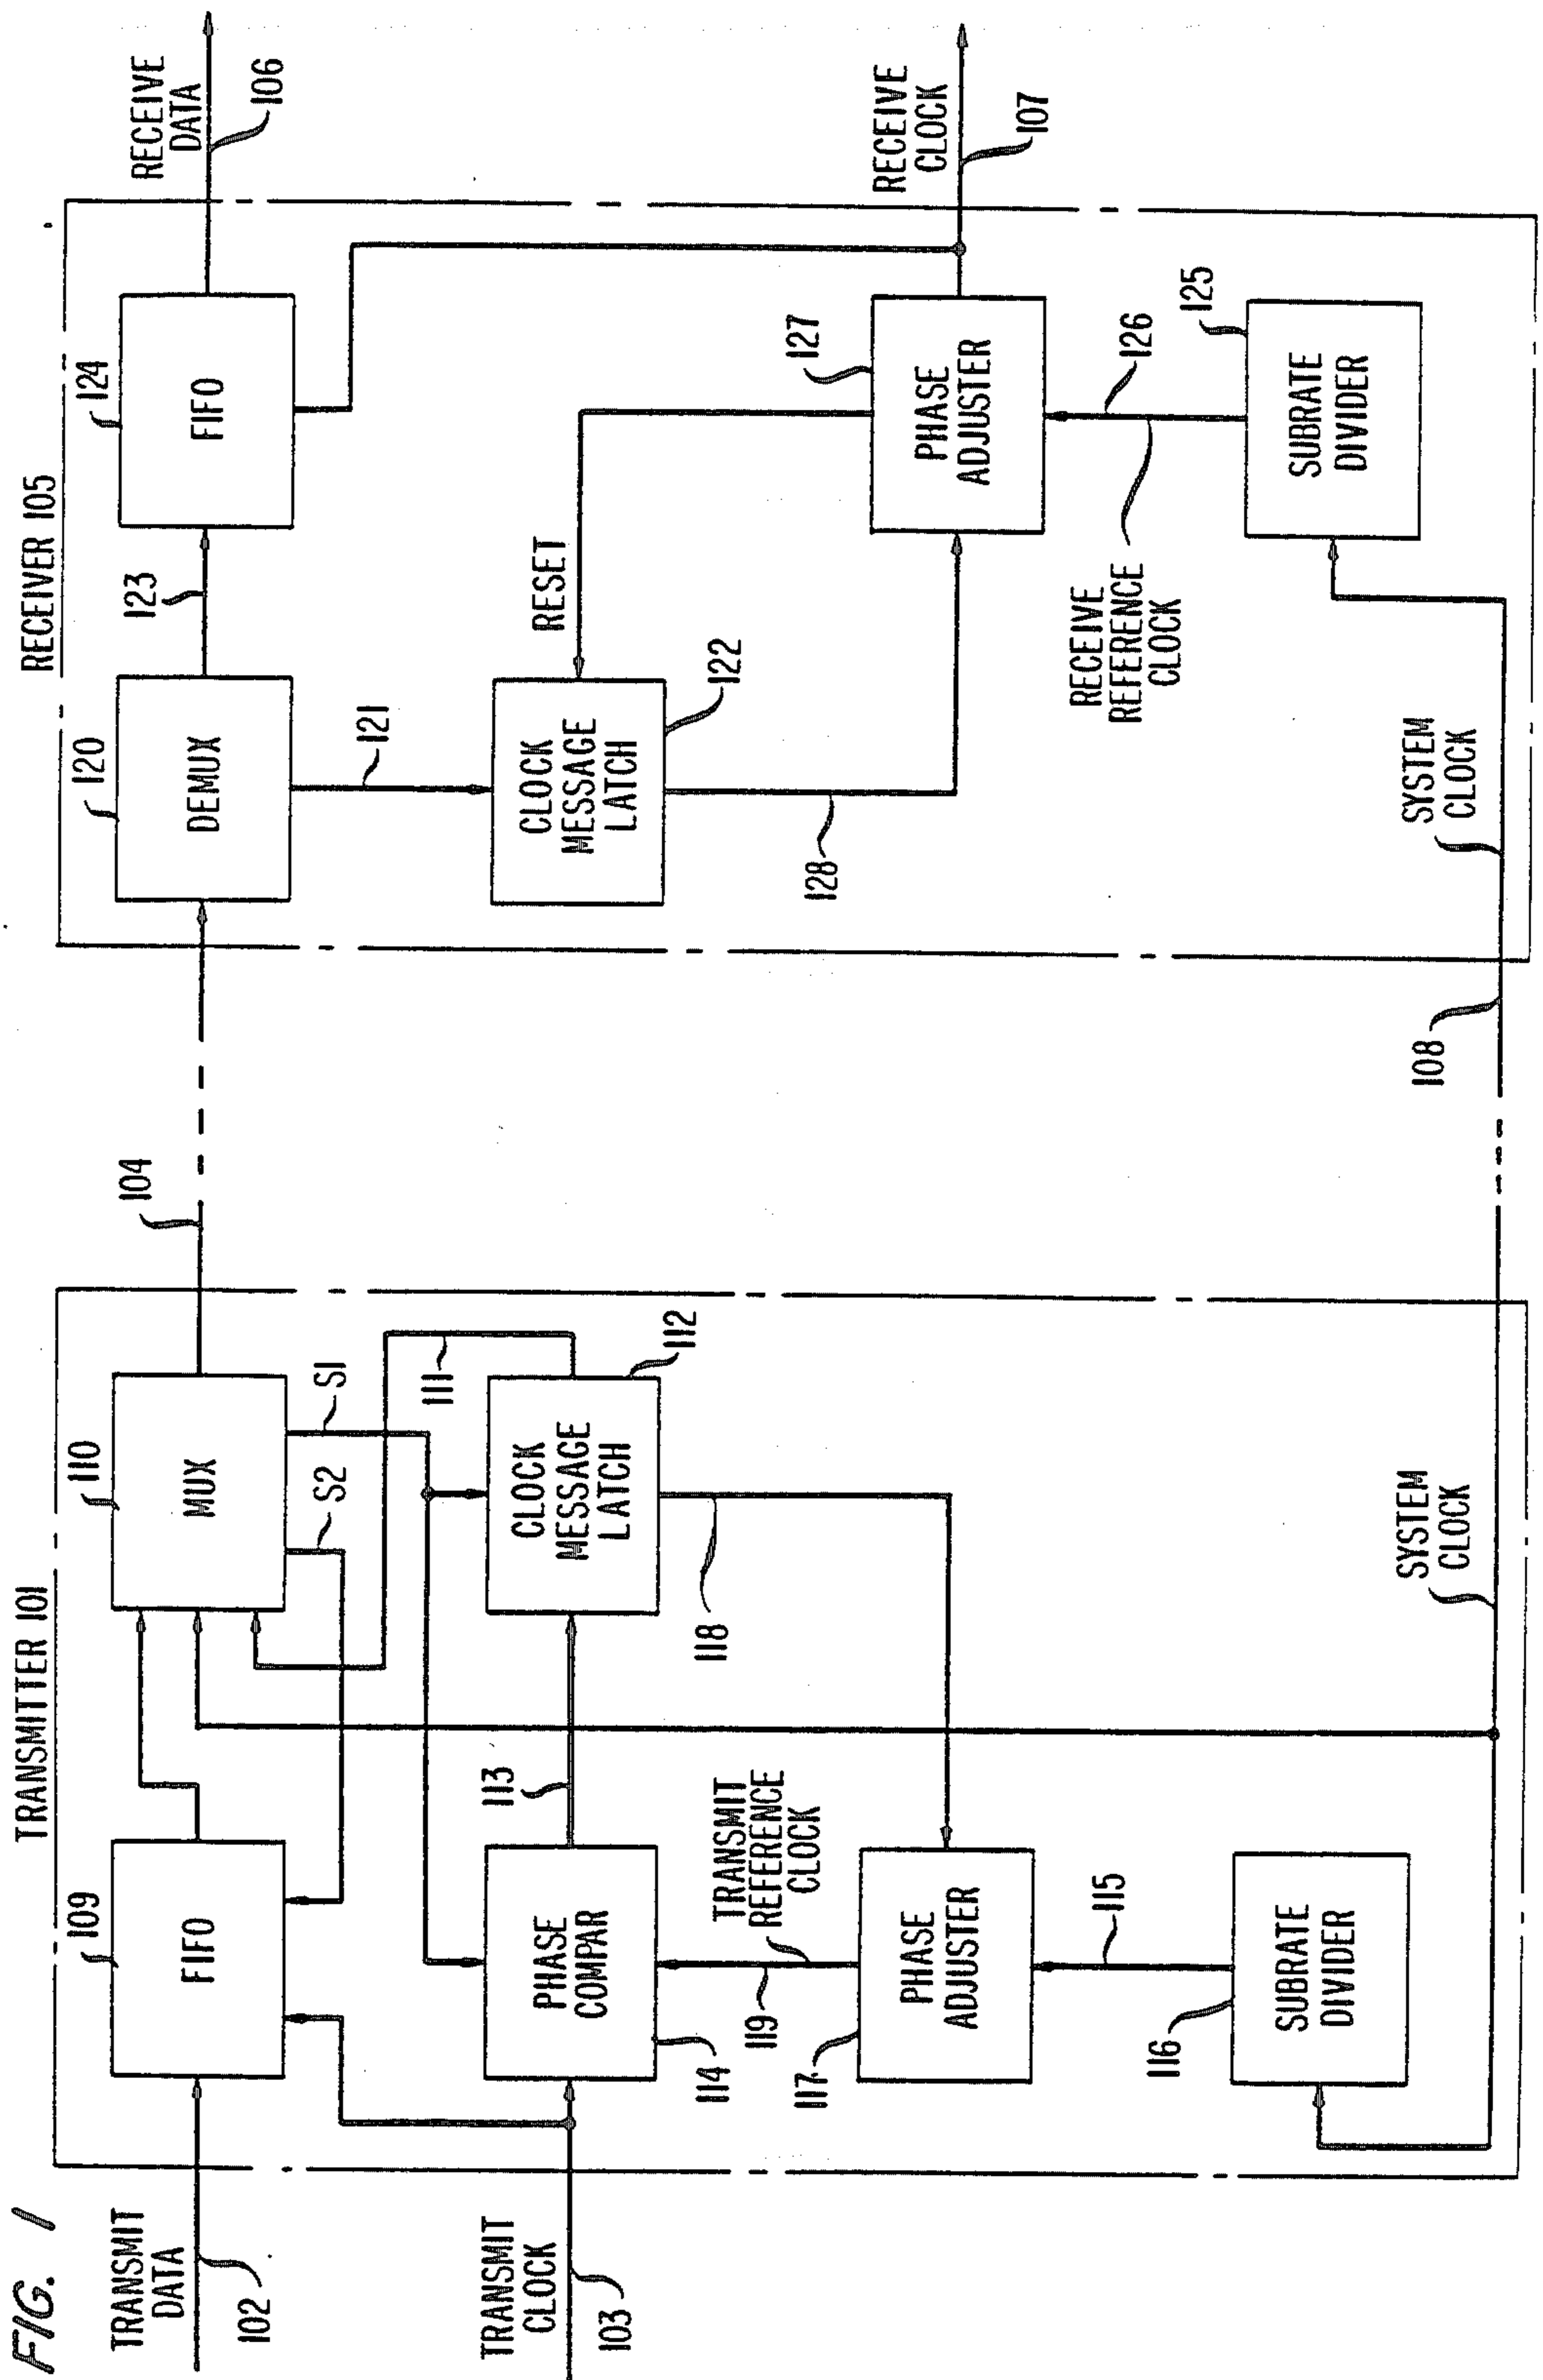 FIG. 1
TRANSMITTER 101
TRANSMIT
DATA
102
109
FIFO
110
MUX
S2
S1
104
111
TRANSMIT
CLOCK
103
PHASE
COMPAR
114
113
CLOCK
MESSAGE
LATCH
112
118
TRANSMIT
REFERENCE
CLOCK
119
PHASE
ADJUSTER
117
115
SUBRATE
DIVIDER
116
SYSTEM
CLOCK
108
RECEIVER 105
120
DEMUX
123
124
FIFO
RECEIVE
DATA
106
121
CLOCK
MESSAGE
LATCH
122
RESET
128
127
PHASE
ADJUSTER
RECEIVE
CLOCK
107
RECEIVE
REFERENCE
CLOCK
126
125
SUBRATE
DIVIDER
SYSTEM
CLOCK